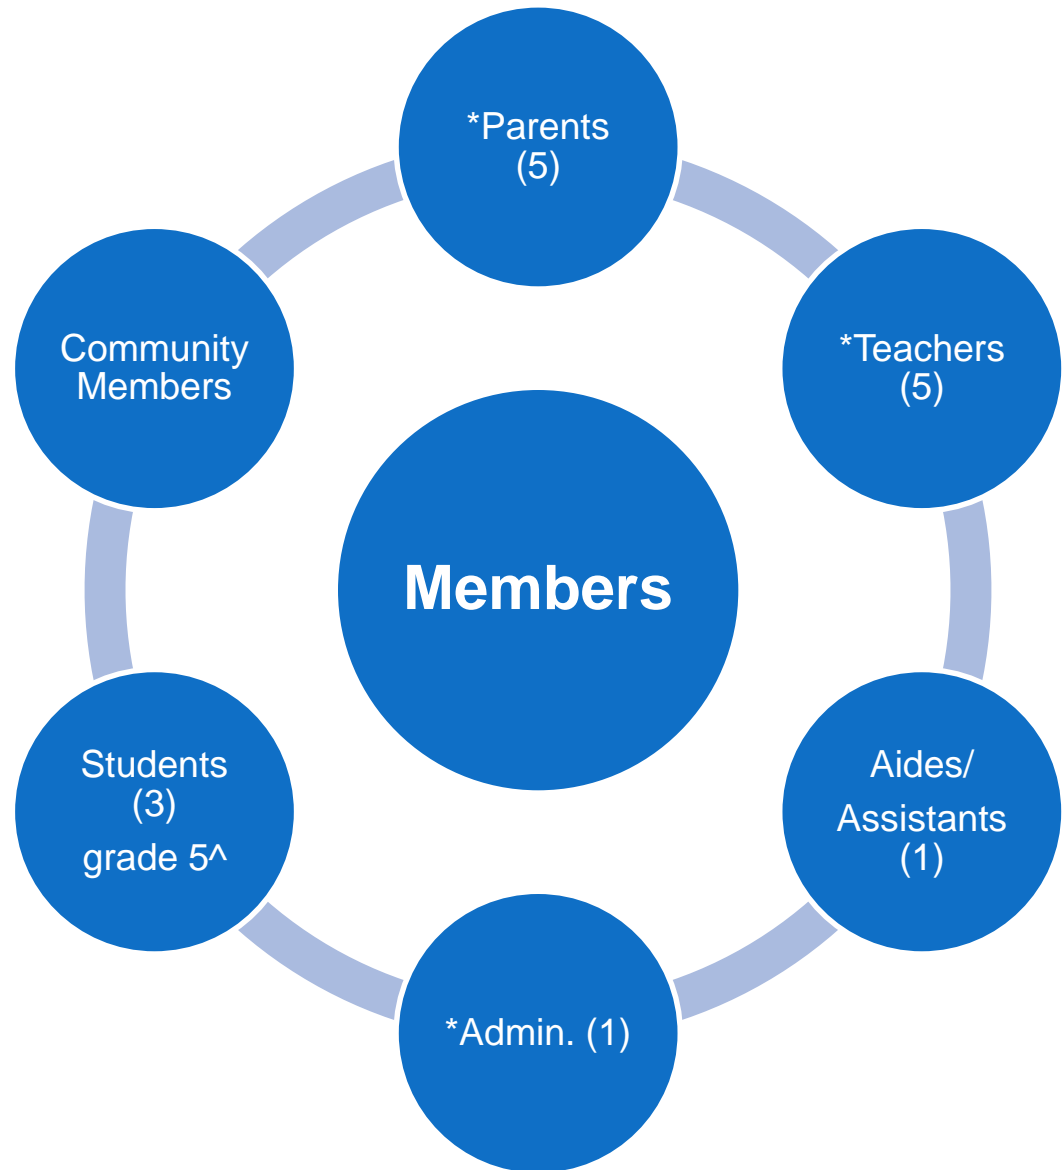 *Parents
(5)
*Teachers
(5)
Aides/
Assistants
(1)
*Admin. (1)
Students
(3)
grade 5^
Community
Members
Members